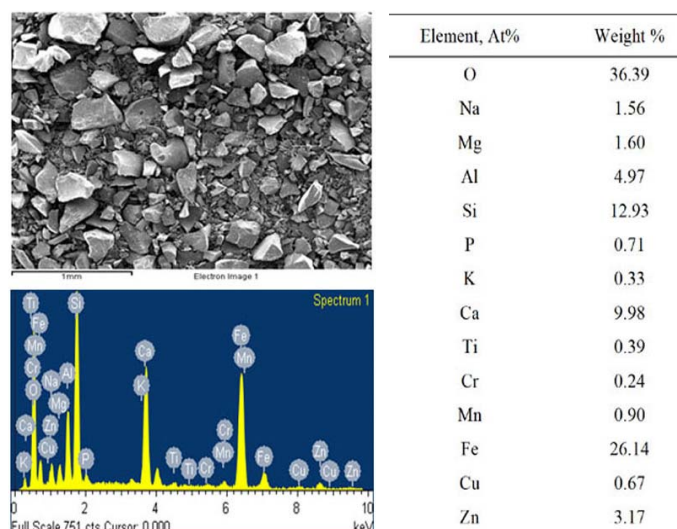 1mm
Electron Image 1
Spectrum 1
Ti
Si
Fe
Mn
Cr
O
Na
Al
Mg
Ca
Zn
Cu
K
P
Ca
K
Ti
Ti
Cr
Cr
Mn
Fe
Mn
Fe
Cu
Zn
Cu
Zn
0 2 4 6 8 10
Full Scale 751 cts Cursor: 0.000 keV
Element, At% Weight %
O 36.39
Na 1.56
Mg 1.60
Al 4.97
Si 12.93
P 0.71
K 0.33
Ca 9.98
Ti 0.39
Cr 0.24
Mn 0.90
Fe 26.14
Cu 0.67
Zn 3.17